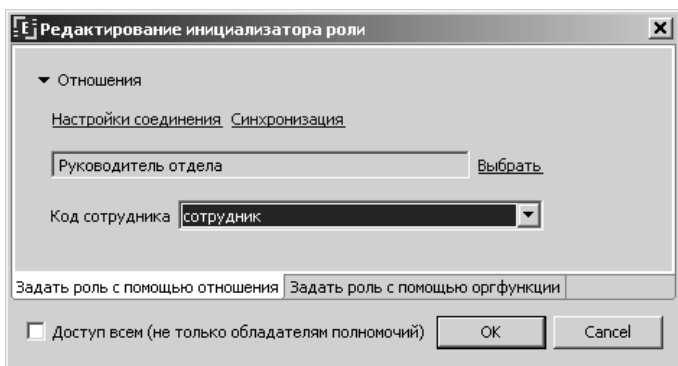 Редактирование инициализатора роли
Отношения
Настройки соединения Синхронизация
Руководитель отдела Выбрать
Код сотрудника сотрудник
Задать роль с помощью отношения Задать роль с помощью оргфункции
Доступ всем (не только обладателям полномочий) OK Cancel